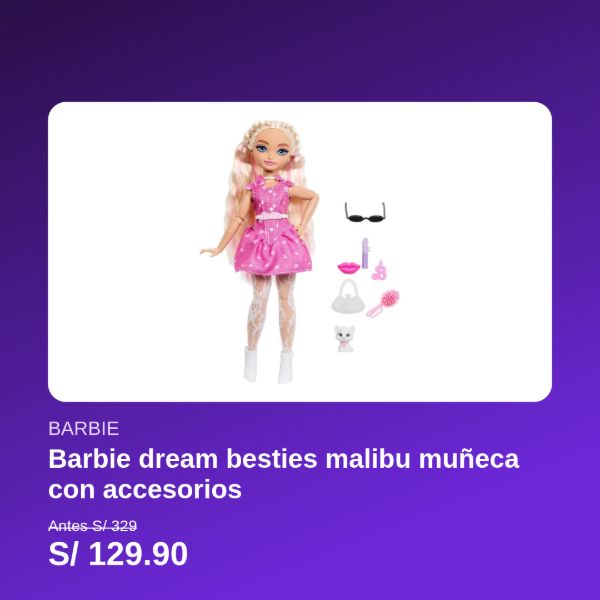 BARBIE
Barbie dream besties malibu muñeca
con accesorios
Antes S/ 329
S/ 129.90